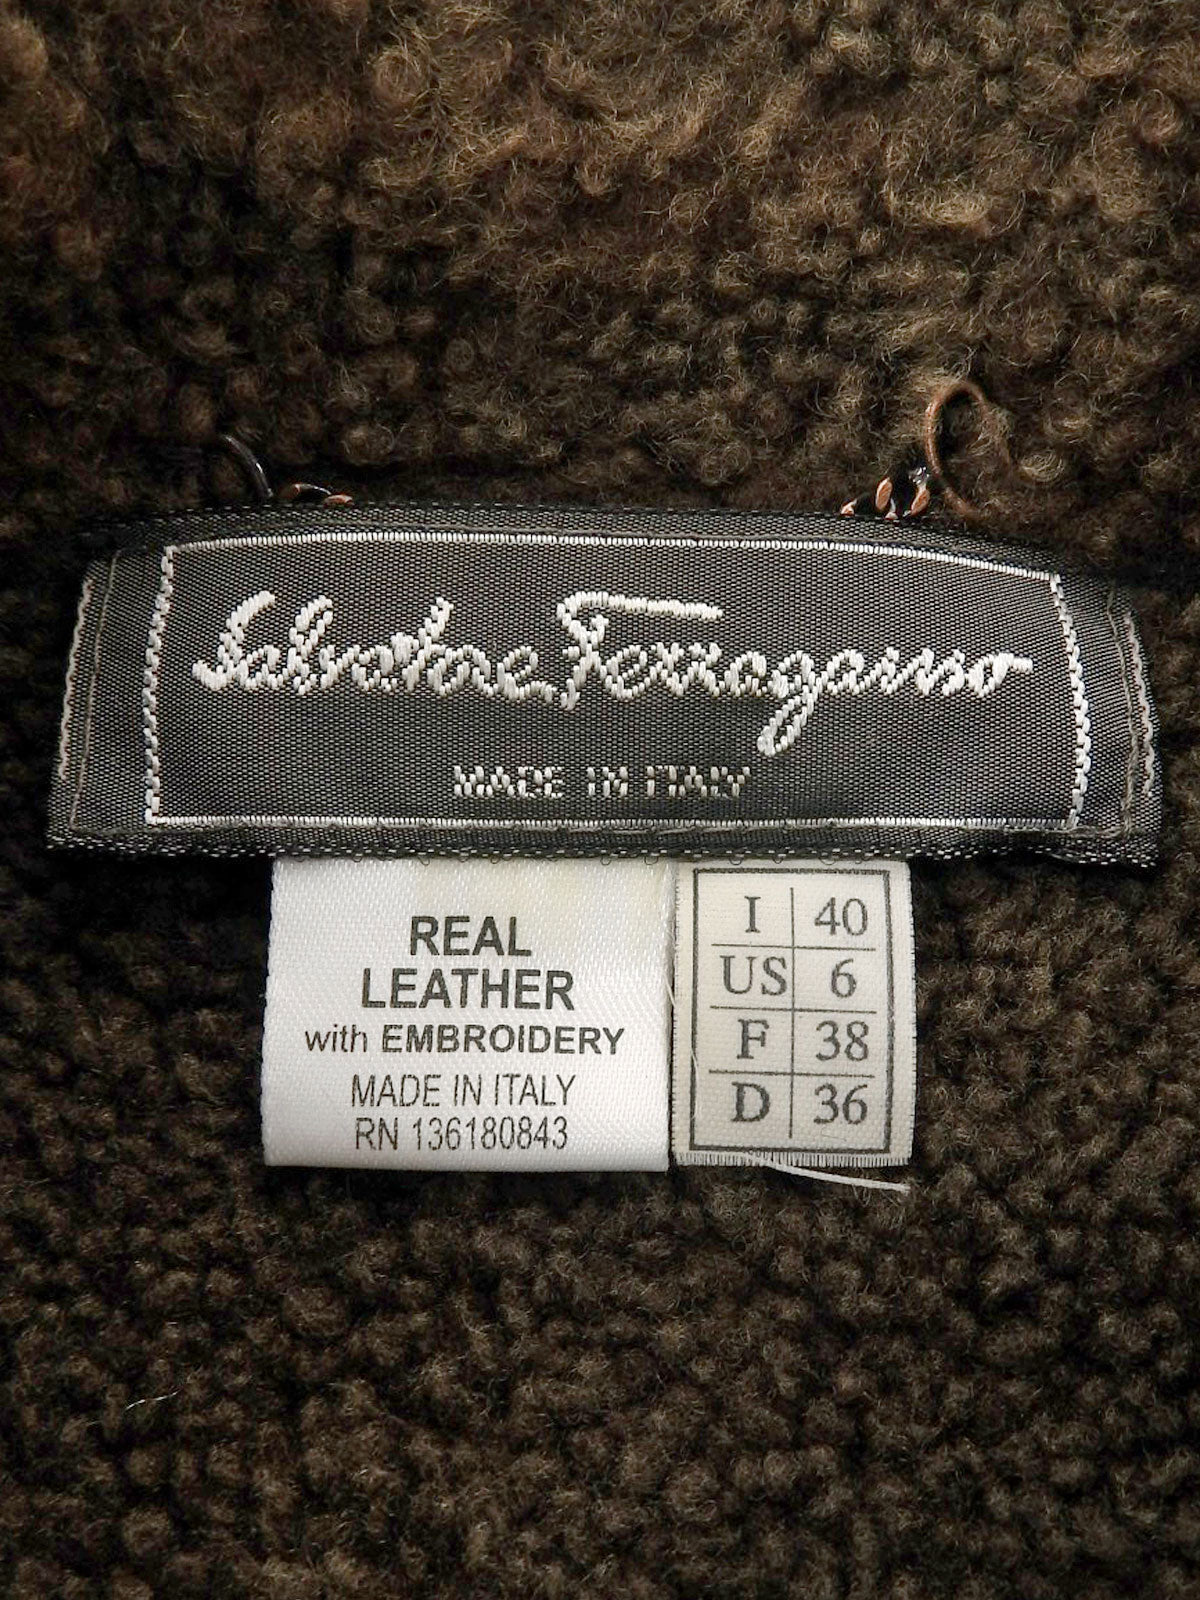 Salvatore Ferragamo
MADE IN ITALY
REAL
LEATHER
with EMBROIDERY
MADE IN ITALY
RN 136180843
I 40
US 6
F 38
D 36